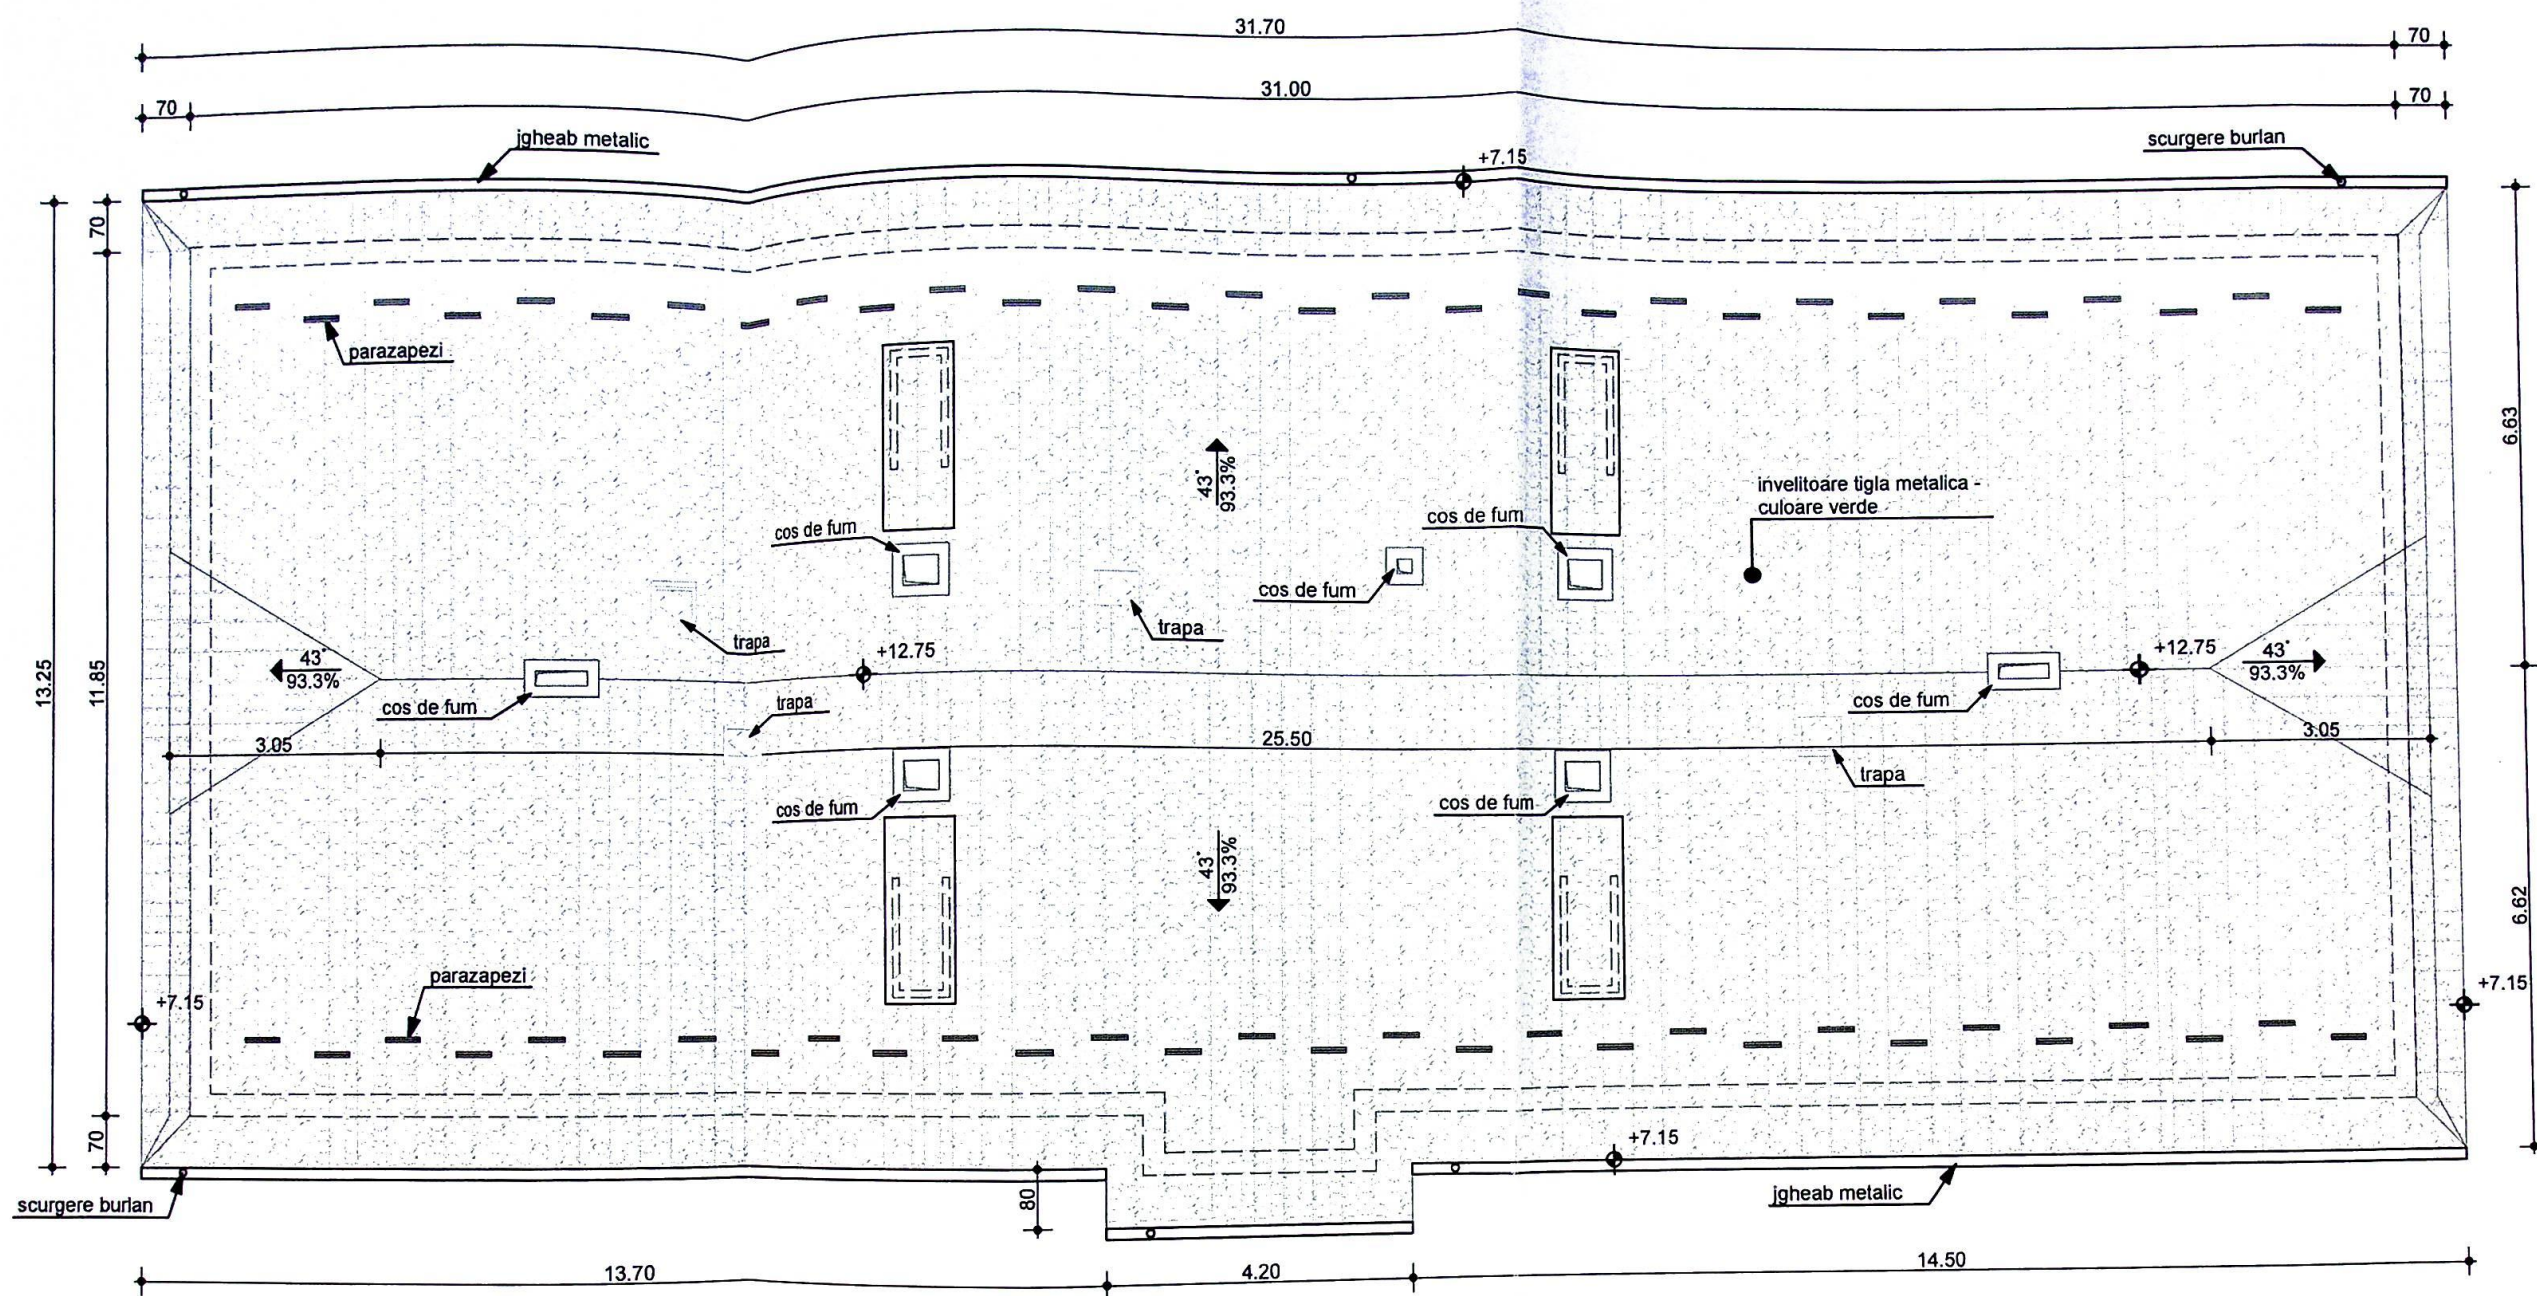 31.70
70
70
31.00
70
jgheab metalic
scurgere burlan
+7.15
70
parazapezi
6.63
43°
93.3%
invelitoare tigla metalica -
culoare verde
cos de fum
cos de fum
cos de fum
trapa
trapa
13.25
11.85
43°
93.3%
+12.75
+12.75
43°
93.3%
cos de fum
trapa
cos de fum
3.05
25.50
3.05
trapa
cos de fum
cos de fum
43°
93.3%
6.62
parazapezi
+7.15
+7.15
70
+7.15
80
scurgere burlan
jgheab metalic
13.70
4.20
14.50